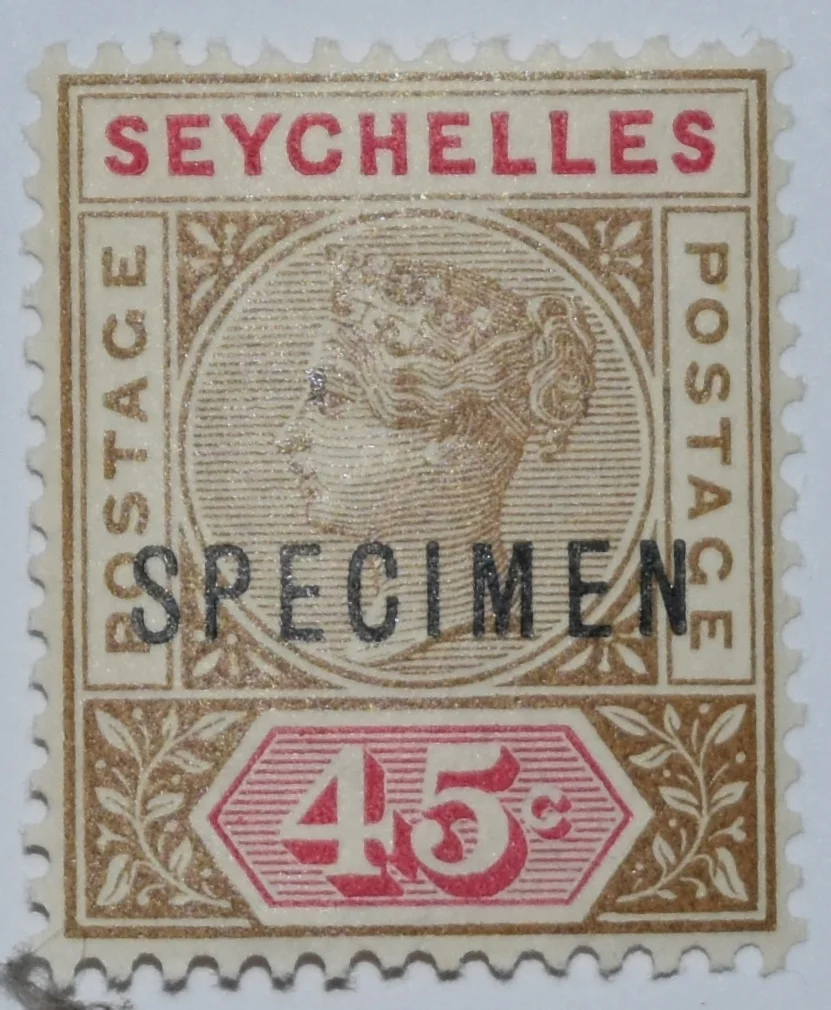 SEYCHELLES
POSTAGE
POSTAGE
SPECIMEN
45c